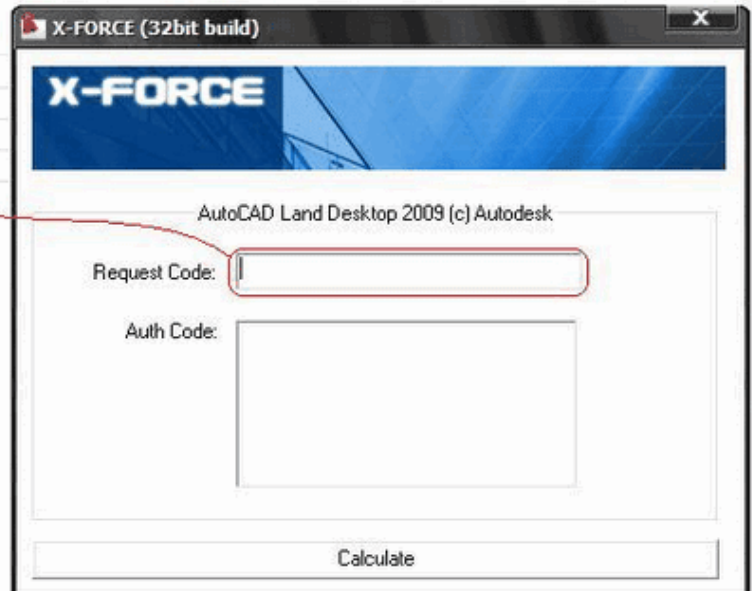 X-FORCE (32bit build)
X
X-FORCE
AutoCAD Land Desktop 2009 (c) Autodesk
Request Code:
Auth Code:
Calculate